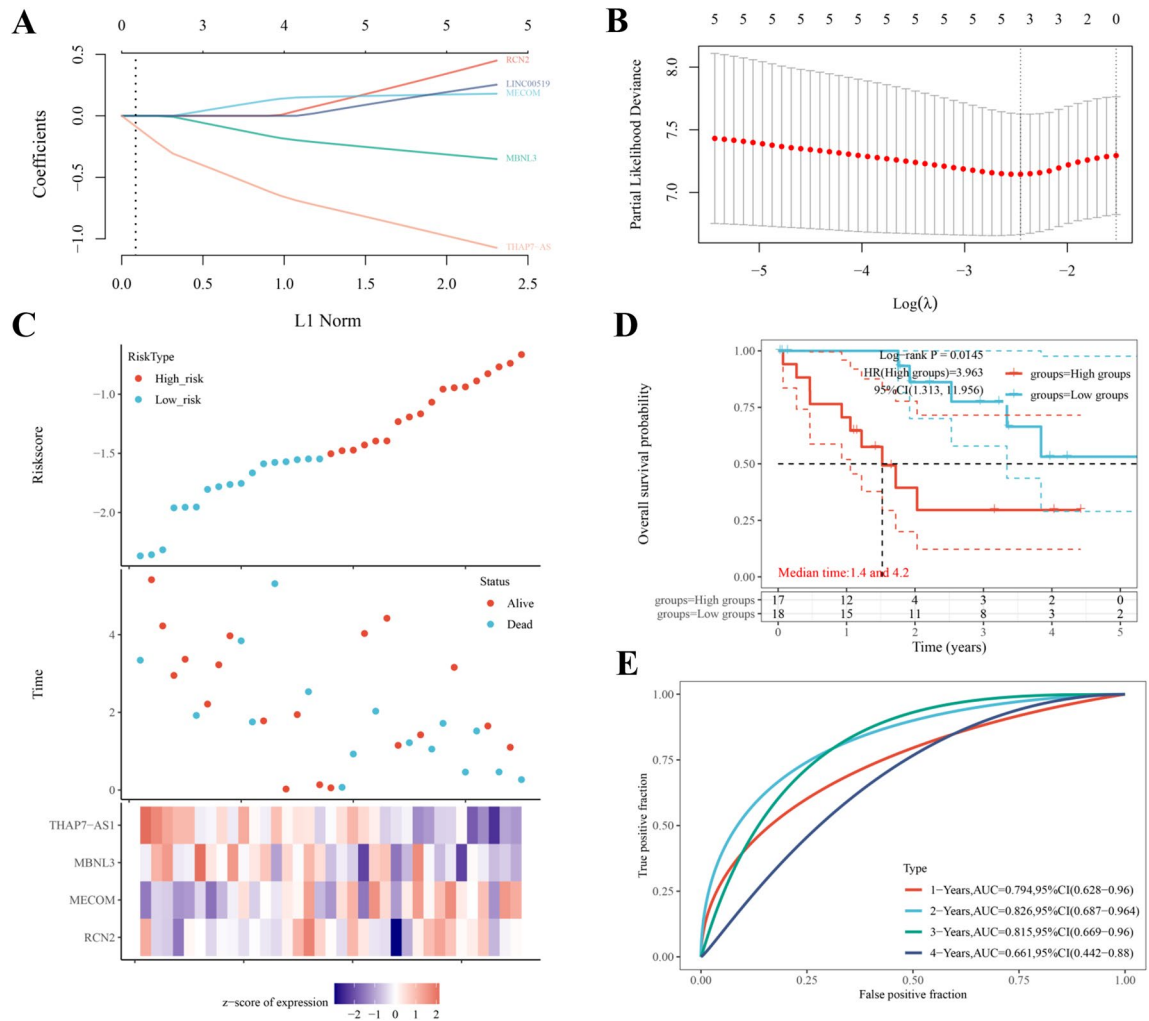 A
0 3 4 5 5 5
0.5
0.0
−0.5
−1.0
Coefficients
RCN2
LINC00519
MECOM
MBNL3
THAP7−AS
0.0 0.5 1.0 1.5 2.0 2.5
L1 Norm
B
5 5 5 5 5 5 5 5 5 5 3 3 2 0
8.0
7.5
7.0
Partial Likelihood Deviance
−5 −4 −3 −2
Log(λ)
C
RiskType
High_risk
Low_risk
−1.0
−1.5
−2.0
Riskscore
Status
Alive
Dead
4
2
0
Time
THAP7−AS1
MBNL3
MECOM
RCN2
z−score of expression
−2 −1 0 1 2
D
1.00
0.75
0.50
0.25
0.00
Overall survival probability
Log−rank P = 0.0145
HR(High groups)=3.963
95%CI(1.313, 11.956)
groups=High groups
groups=Low groups
Median time:1.4 and 4.2
groups=High groups 17 12 4 3 2 0
groups=Low groups 18 15 11 8 3 2
0 1 2 3 4 5
Time (years)
E
1.00
0.75
0.50
0.25
0.00
True positive fraction
Type
1−Years,AUC=0.794,95%CI(0.628−0.96)
2−Years,AUC=0.826,95%CI(0.687−0.964)
3−Years,AUC=0.815,95%CI(0.669−0.96)
4−Years,AUC=0.661,95%CI(0.442−0.88)
0.00 0.25 0.50 0.75 1.00
False positive fraction